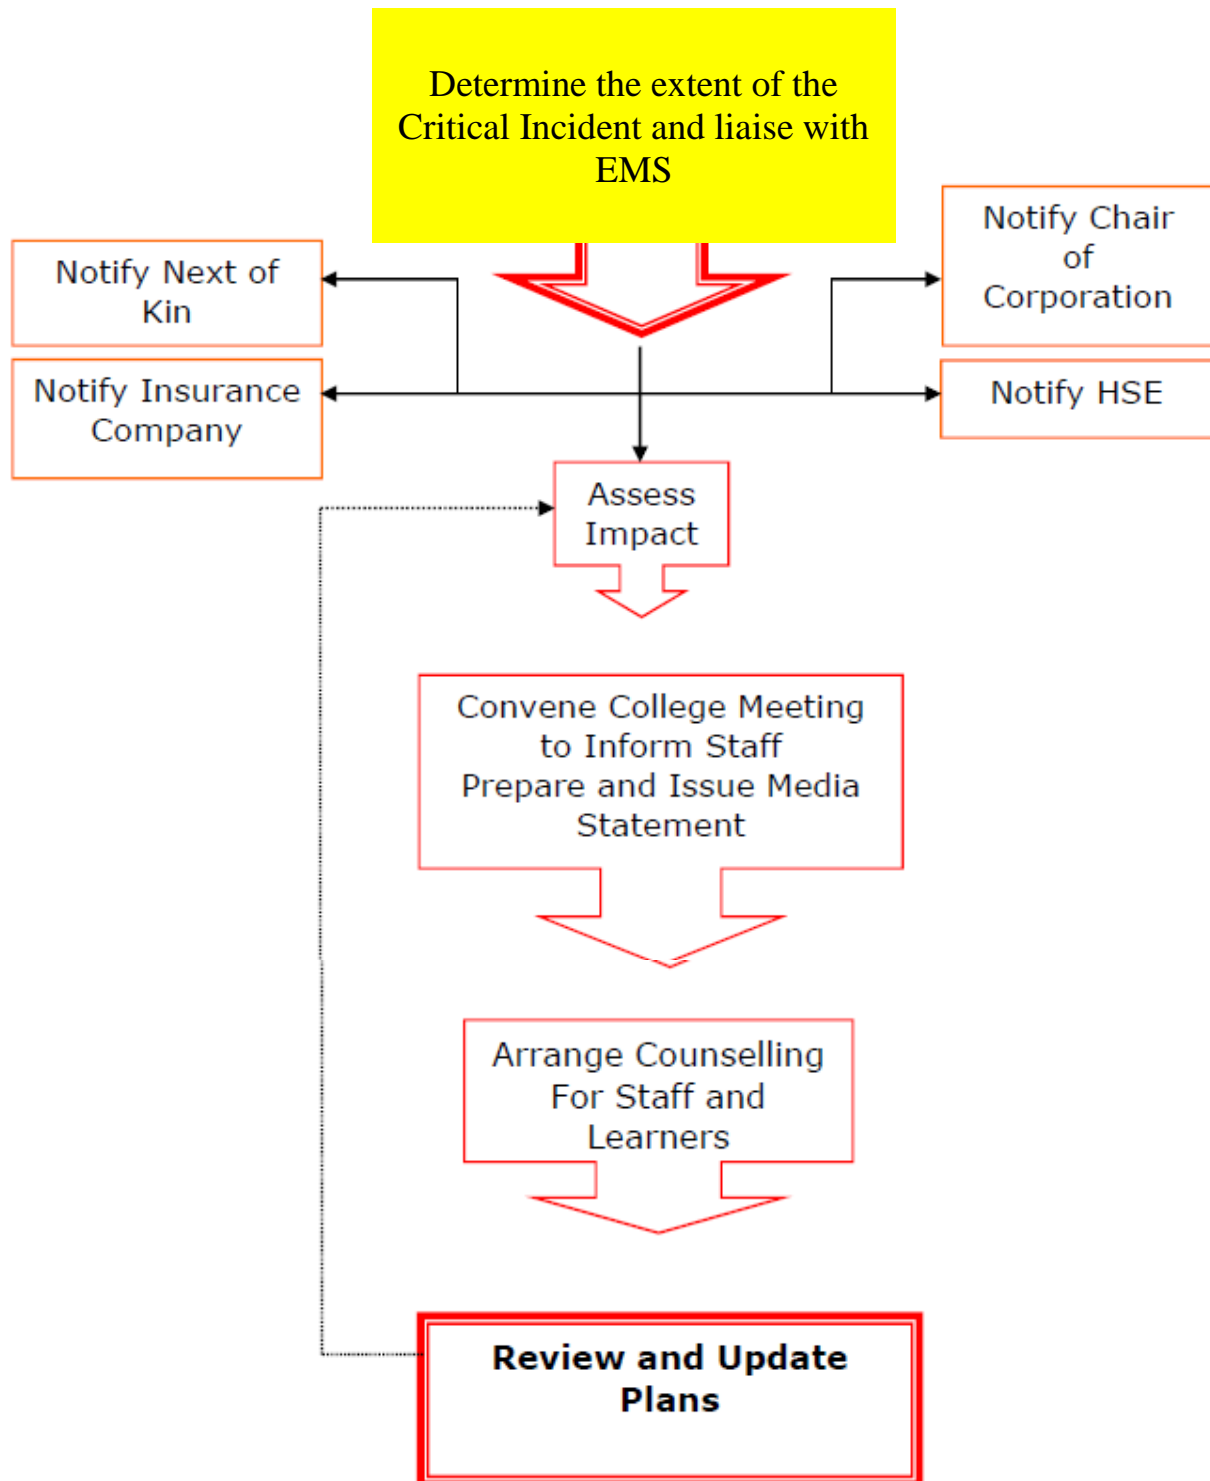 Determine the extent of the
Critical Incident and liaise with
EMS
Notify Next of
Kin
Notify Chair
of
Corporation
Notify Insurance
Company
Notify HSE
Assess
Impact
Convene College Meeting
to Inform Staff
Prepare and Issue Media
Statement
Arrange Counselling
For Staff and
Learners
Review and Update
Plans